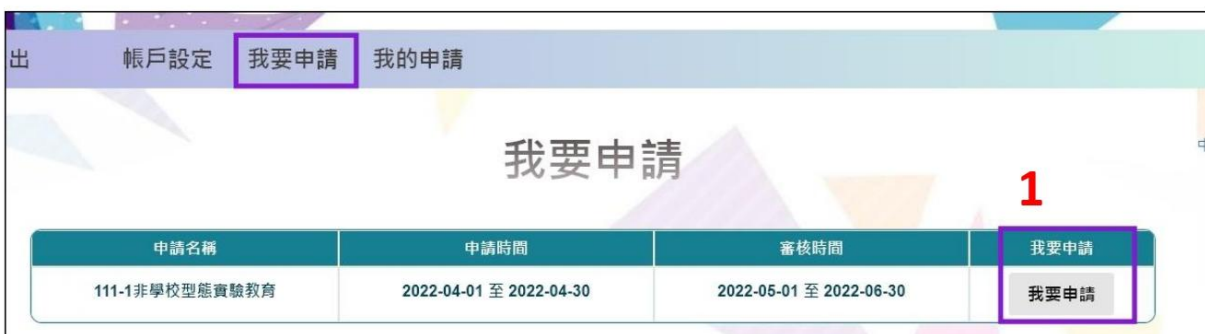 出 帳戶設定 我要申請 我的申請
我要申請
1
申請名稱 申請時間 審核時間 我要申請
111-1非學校型態實驗教育 2022-04-01 至 2022-04-30 2022-05-01 至 2022-06-30 我要申請